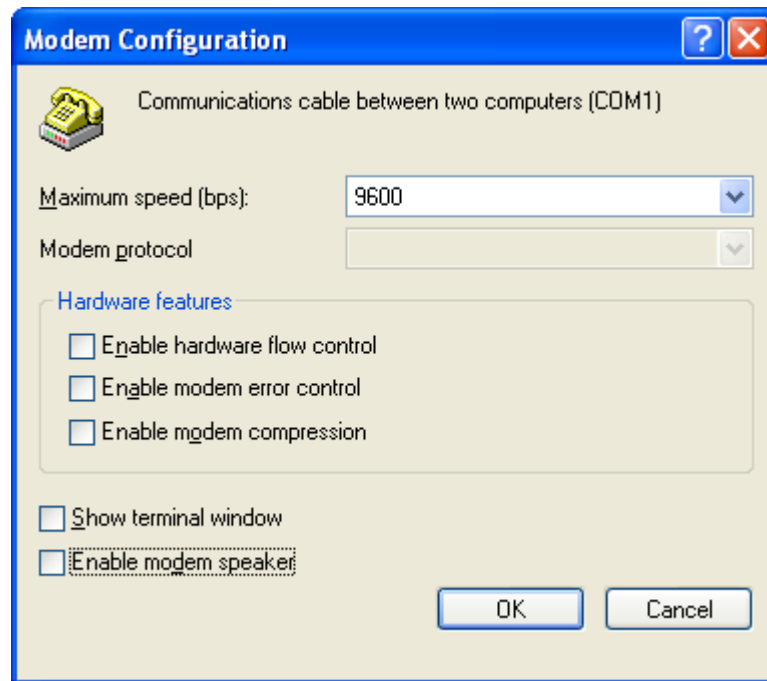 Modem Configuration
Communications cable between two computers (COM1)
Maximum speed (bps): 9600
Modem protocol
Hardware features
Enable hardware flow control
Enable modem error control
Enable modem compression
Show terminal window
Enable modem speaker
OK Cancel